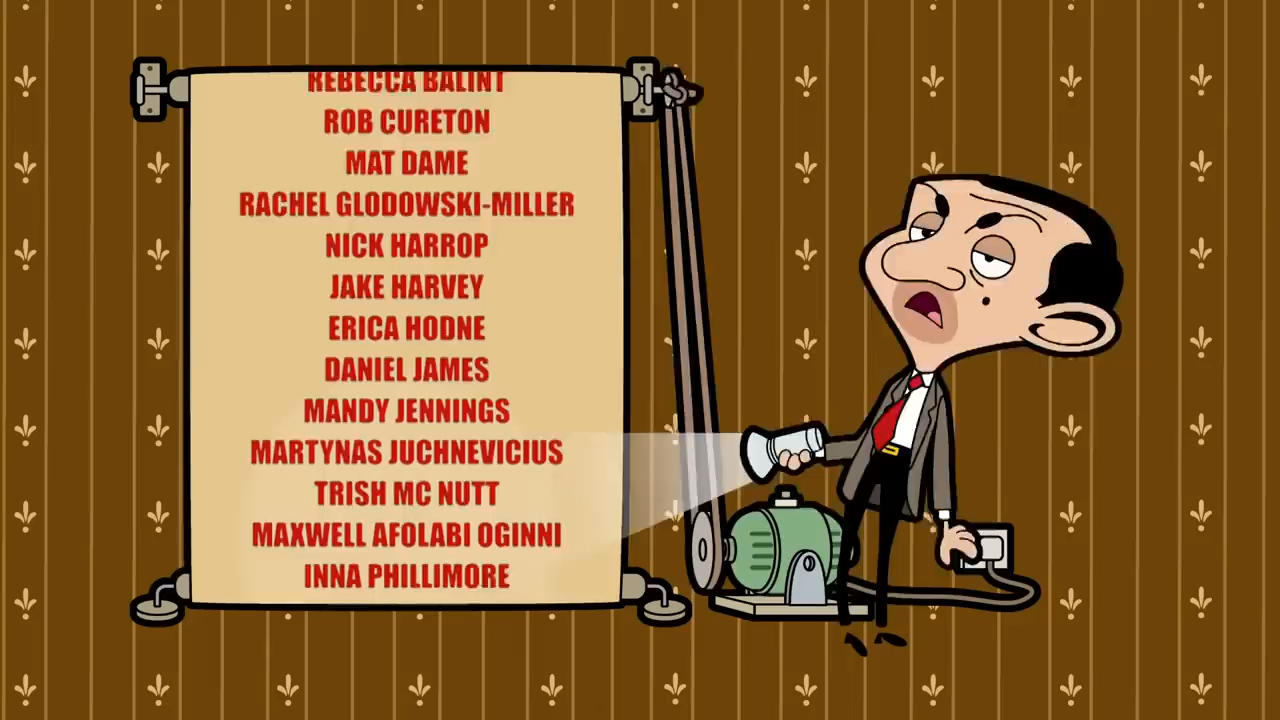 REBECCA BALINT
ROB CURETON
MAT DAME
RACHEL GLODOWSKI-MILLER
NICK HARROP
JAKE HARVEY
ERICA HODNE
DANIEL JAMES
MANDY JENNINGS
MARTYNAS JUCHNEVICIUS
TRISH MC NUTT
MAXWELL AFOLABI OGINNI
INNA PHILLIMORE